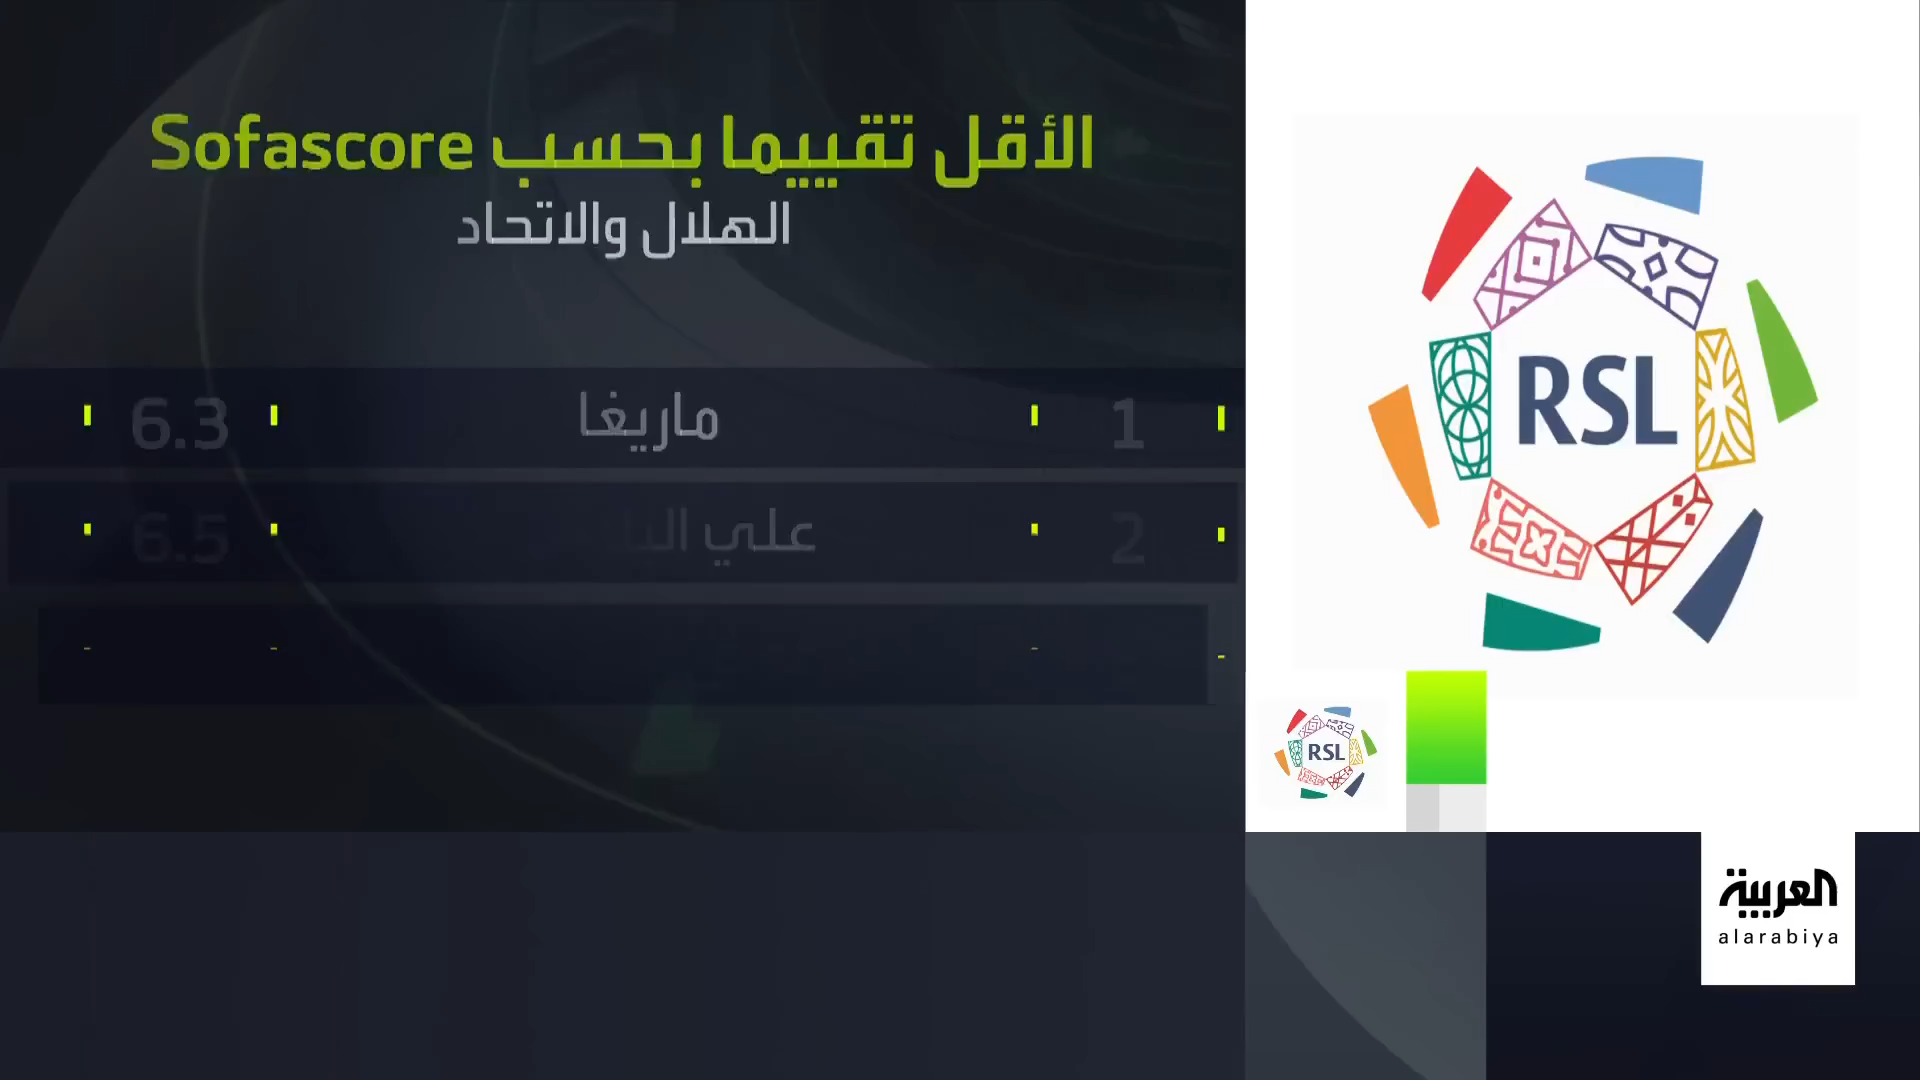 الأقل تقييما بحسب Sofascore
الهلال والاتحاد
1 ماريغا 6.3
2 علي 6.5
RSL
RSL
العربية
alarabiya